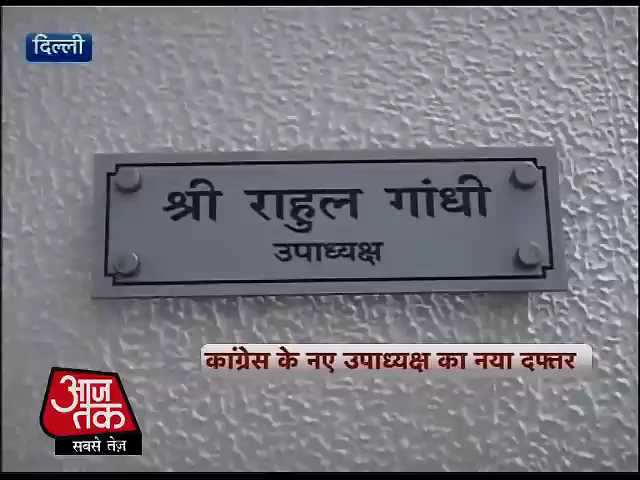 दिल्ली
श्री राहुल गांधी
उपाध्यक्ष
कांग्रेस के नए उपाध्यक्ष का नया दफ्तर
आज
तक
सबसे तेज़